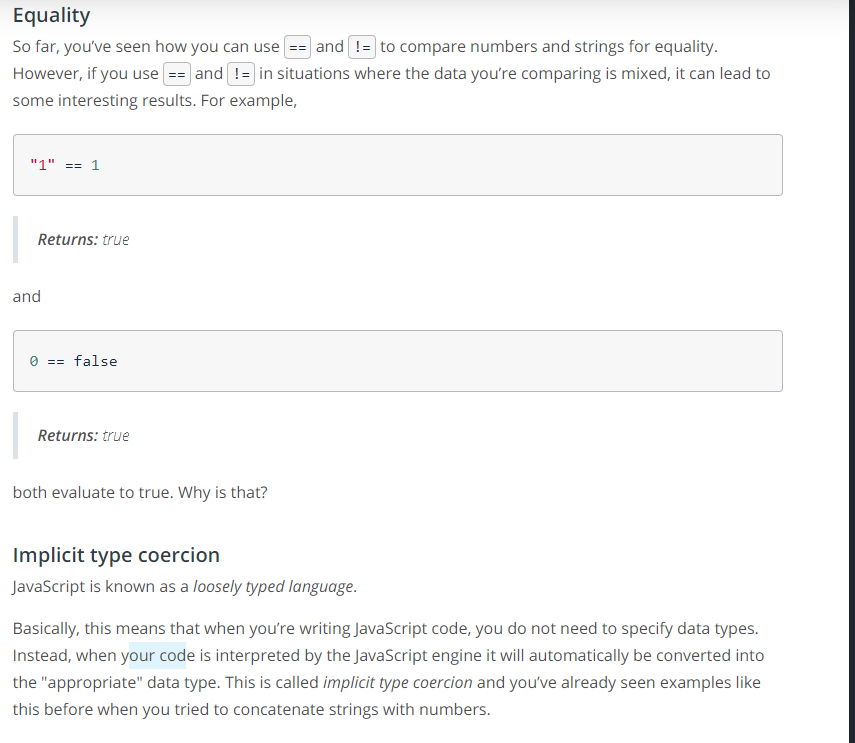 Equality
So far, you’ve seen how you can use == and != to compare numbers and strings for equality.
However, if you use == and != in situations where the data you’re comparing is mixed, it can lead to
some interesting results. For example,
"1" == 1
Returns: true
and
0 == false
Returns: true
both evaluate to true. Why is that?
Implicit type coercion
JavaScript is known as a loosely typed language.
Basically, this means that when you’re writing JavaScript code, you do not need to specify data types.
Instead, when your code is interpreted by the JavaScript engine it will automatically be converted into
the "appropriate" data type. This is called implicit type coercion and you’ve already seen examples like
this before when you tried to concatenate strings with numbers.